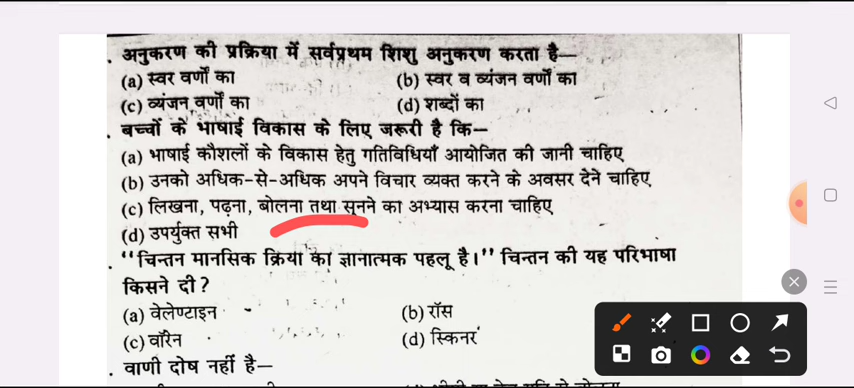 . अनुकरण की प्रक्रिया में सर्वप्रथम शिशु अनुकरण करता है—
(a) स्वर वर्णों का (b) स्वर व व्यंजन वर्णों का
(c) व्यंजन वर्णों का (d) शब्दों का
. बच्चों के भाषाई विकास के लिए जरूरी है कि—
(a) भाषाई कौशलों के विकास हेतु गतिविधियाँ आयोजित की जानी चाहिए
(b) उनको अधिक-से-अधिक अपने विचार व्यक्त करने के अवसर देने चाहिए
(c) लिखना, पढ़ना, बोलना तथा सूनने का अभ्यास करना चाहिए
(d) उपर्युक्त सभी
. ‘‘चिन्तन मानसिक क्रिया का ज्ञानात्मक पहलू है।’’ चिन्तन की यह परिभाषा
किसने दी?
(a) वेलेण्टाइन (b) रॉस
(c) वॉरेन (d) स्किनर
. वाणी दोष नहीं है—